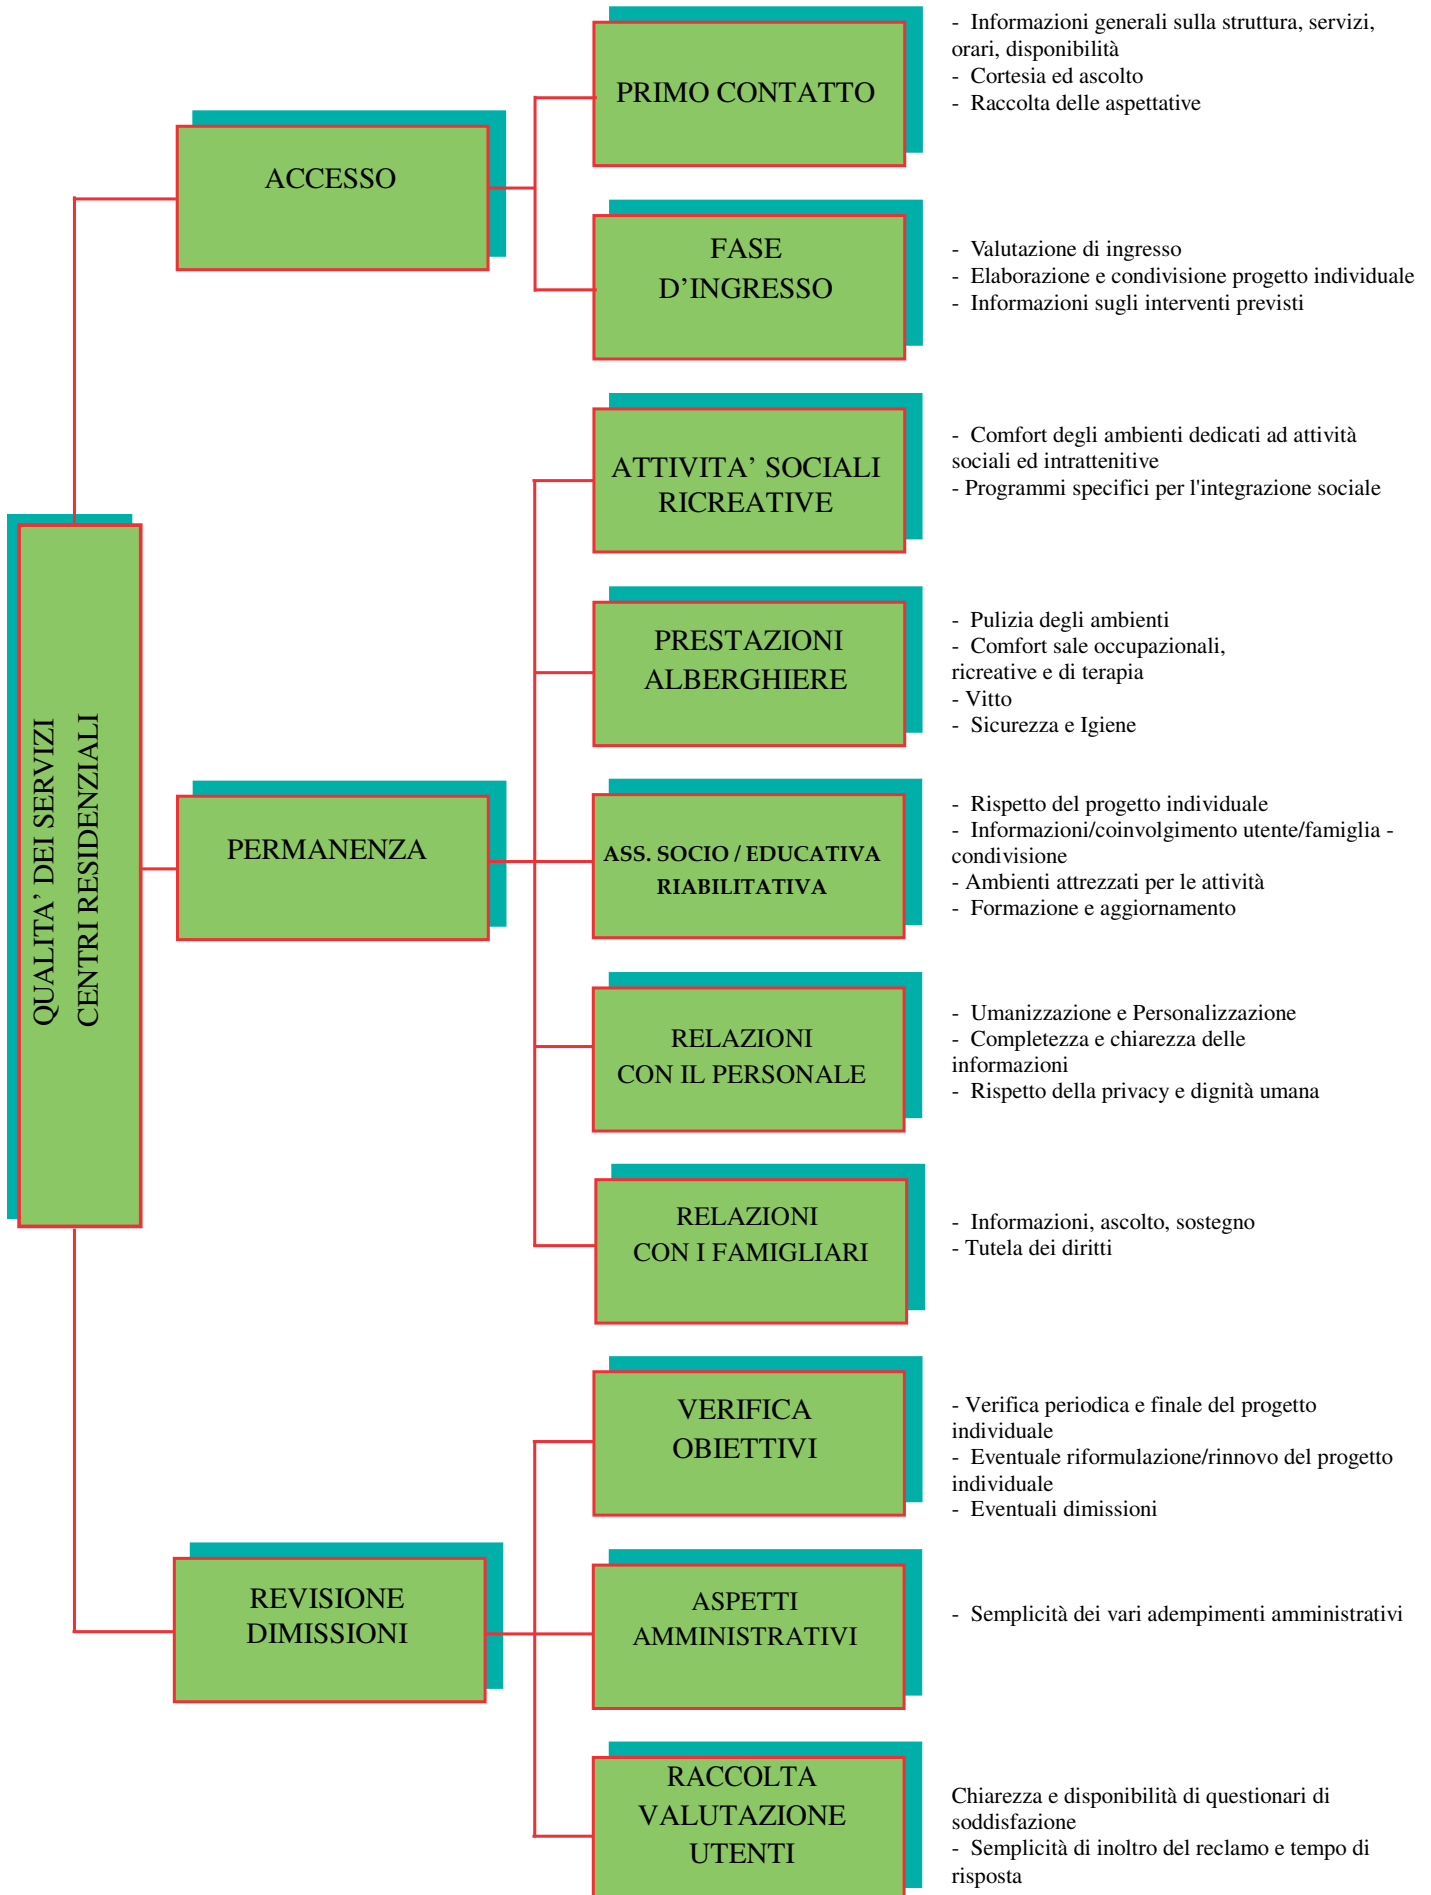 - Informazioni generali sulla struttura, servizi,
orari, disponibilità
- Cortesia ed ascolto
- Raccolta delle aspettative
PRIMO CONTATTO
ACCESSO
FASE
D’INGRESSO
- Valutazione di ingresso
- Elaborazione e condivisione progetto individuale
- Informazioni sugli interventi previsti
ATTIVITA’ SOCIALI
RICREATIVE
- Comfort degli ambienti dedicati ad attività
sociali ed intrattenitive
- Programmi specifici per l'integrazione sociale
QUALITA’ DEI SERVIZI
CENTRI RESIDENZIALI
PRESTAZIONI
ALBERGHIERE
- Pulizia degli ambienti
- Comfort sale occupazionali,
ricreative e di terapia
- Vitto
- Sicurezza e Igiene
PERMANENZA
ASS. SOCIO / EDUCATIVA
RIABILITATIVA
- Rispetto del progetto individuale
- Informazioni/coinvolgimento utente/famiglia -
condivisione
- Ambienti attrezzati per le attività
- Formazione e aggiornamento
RELAZIONI
CON IL PERSONALE
- Umanizzazione e Personalizzazione
- Completezza e chiarezza delle
informazioni
- Rispetto della privacy e dignità umana
RELAZIONI
CON I FAMIGLIARI
- Informazioni, ascolto, sostegno
- Tutela dei diritti
VERIFICA
OBIETTIVI
- Verifica periodica e finale del progetto
individuale
- Eventuale riformulazione/rinnovo del progetto
individuale
- Eventuali dimissioni
REVISIONE
DIMISSIONI
ASPETTI
AMMINISTRATIVI
- Semplicità dei vari adempimenti amministrativi
RACCOLTA
VALUTAZIONE
UTENTI
Chiarezza e disponibilità di questionari di
soddisfazione
- Semplicità di inoltro del reclamo e tempo di
risposta